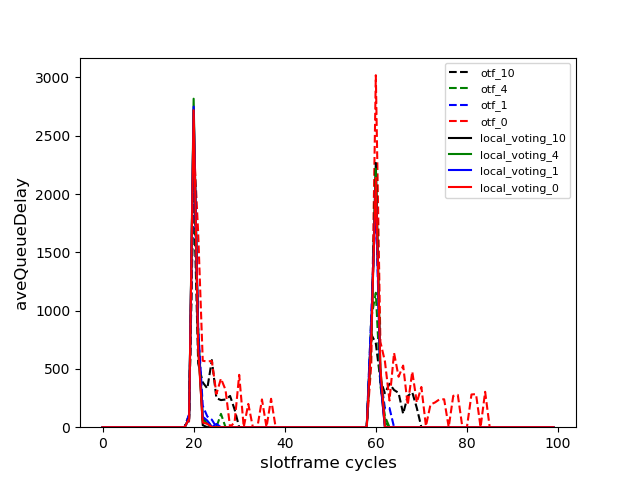 3000
2500
2000
1500
1000
500
0
aveQueueDelay
0 20 40 60 80 100
slotframe cycles
otf_10
otf_4
otf_1
otf_0
local_voting_10
local_voting_4
local_voting_1
local_voting_0